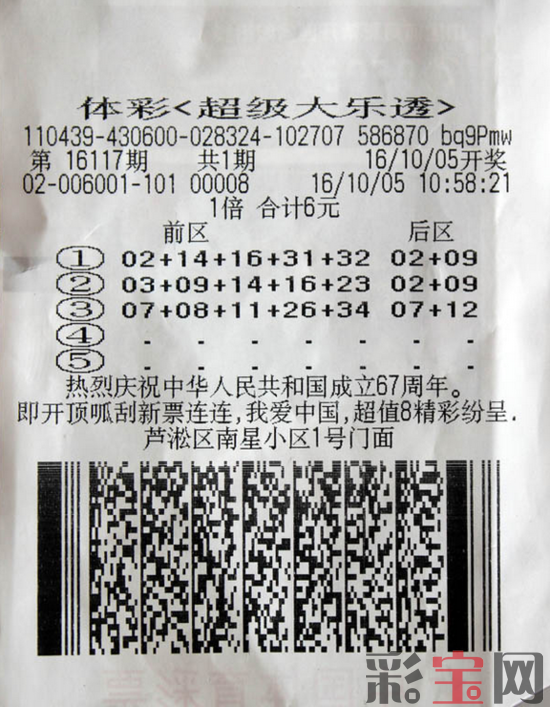 体彩<超级大乐透>
110439-430600-028324-102707 586870 bq9Pmw
第 16117期 共1期 16/10/05开奖
02-006001-101 00008 16/10/05 10:58:21
1倍 合计6元
前区 后区
① 02+14+16+31+32 02+09
② 03+09+14+16+23 02+09
③ 07+08+11+26+34 07+12
④ - - - - - - -
⑤ - - - - - - -
热烈庆祝中华人民共和国成立67周年。
即开顶呱刮新票连连,我爱中国,超值8精彩纷呈.
芦淞区南星小区1号门面
彩宝网